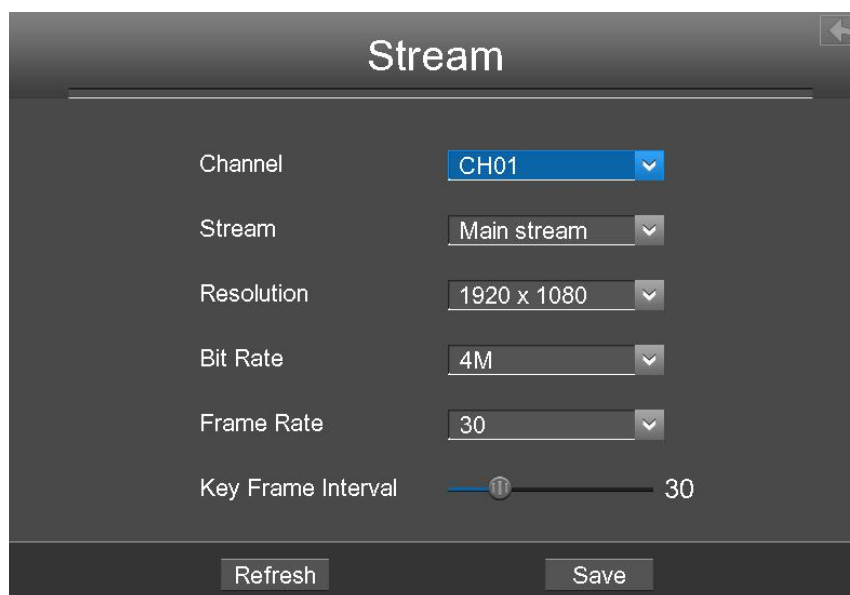 Stream
Channel CH01
Stream Main stream
Resolution 1920 x 1080
Bit Rate 4M
Frame Rate 30
Key Frame Interval 30
Refresh Save